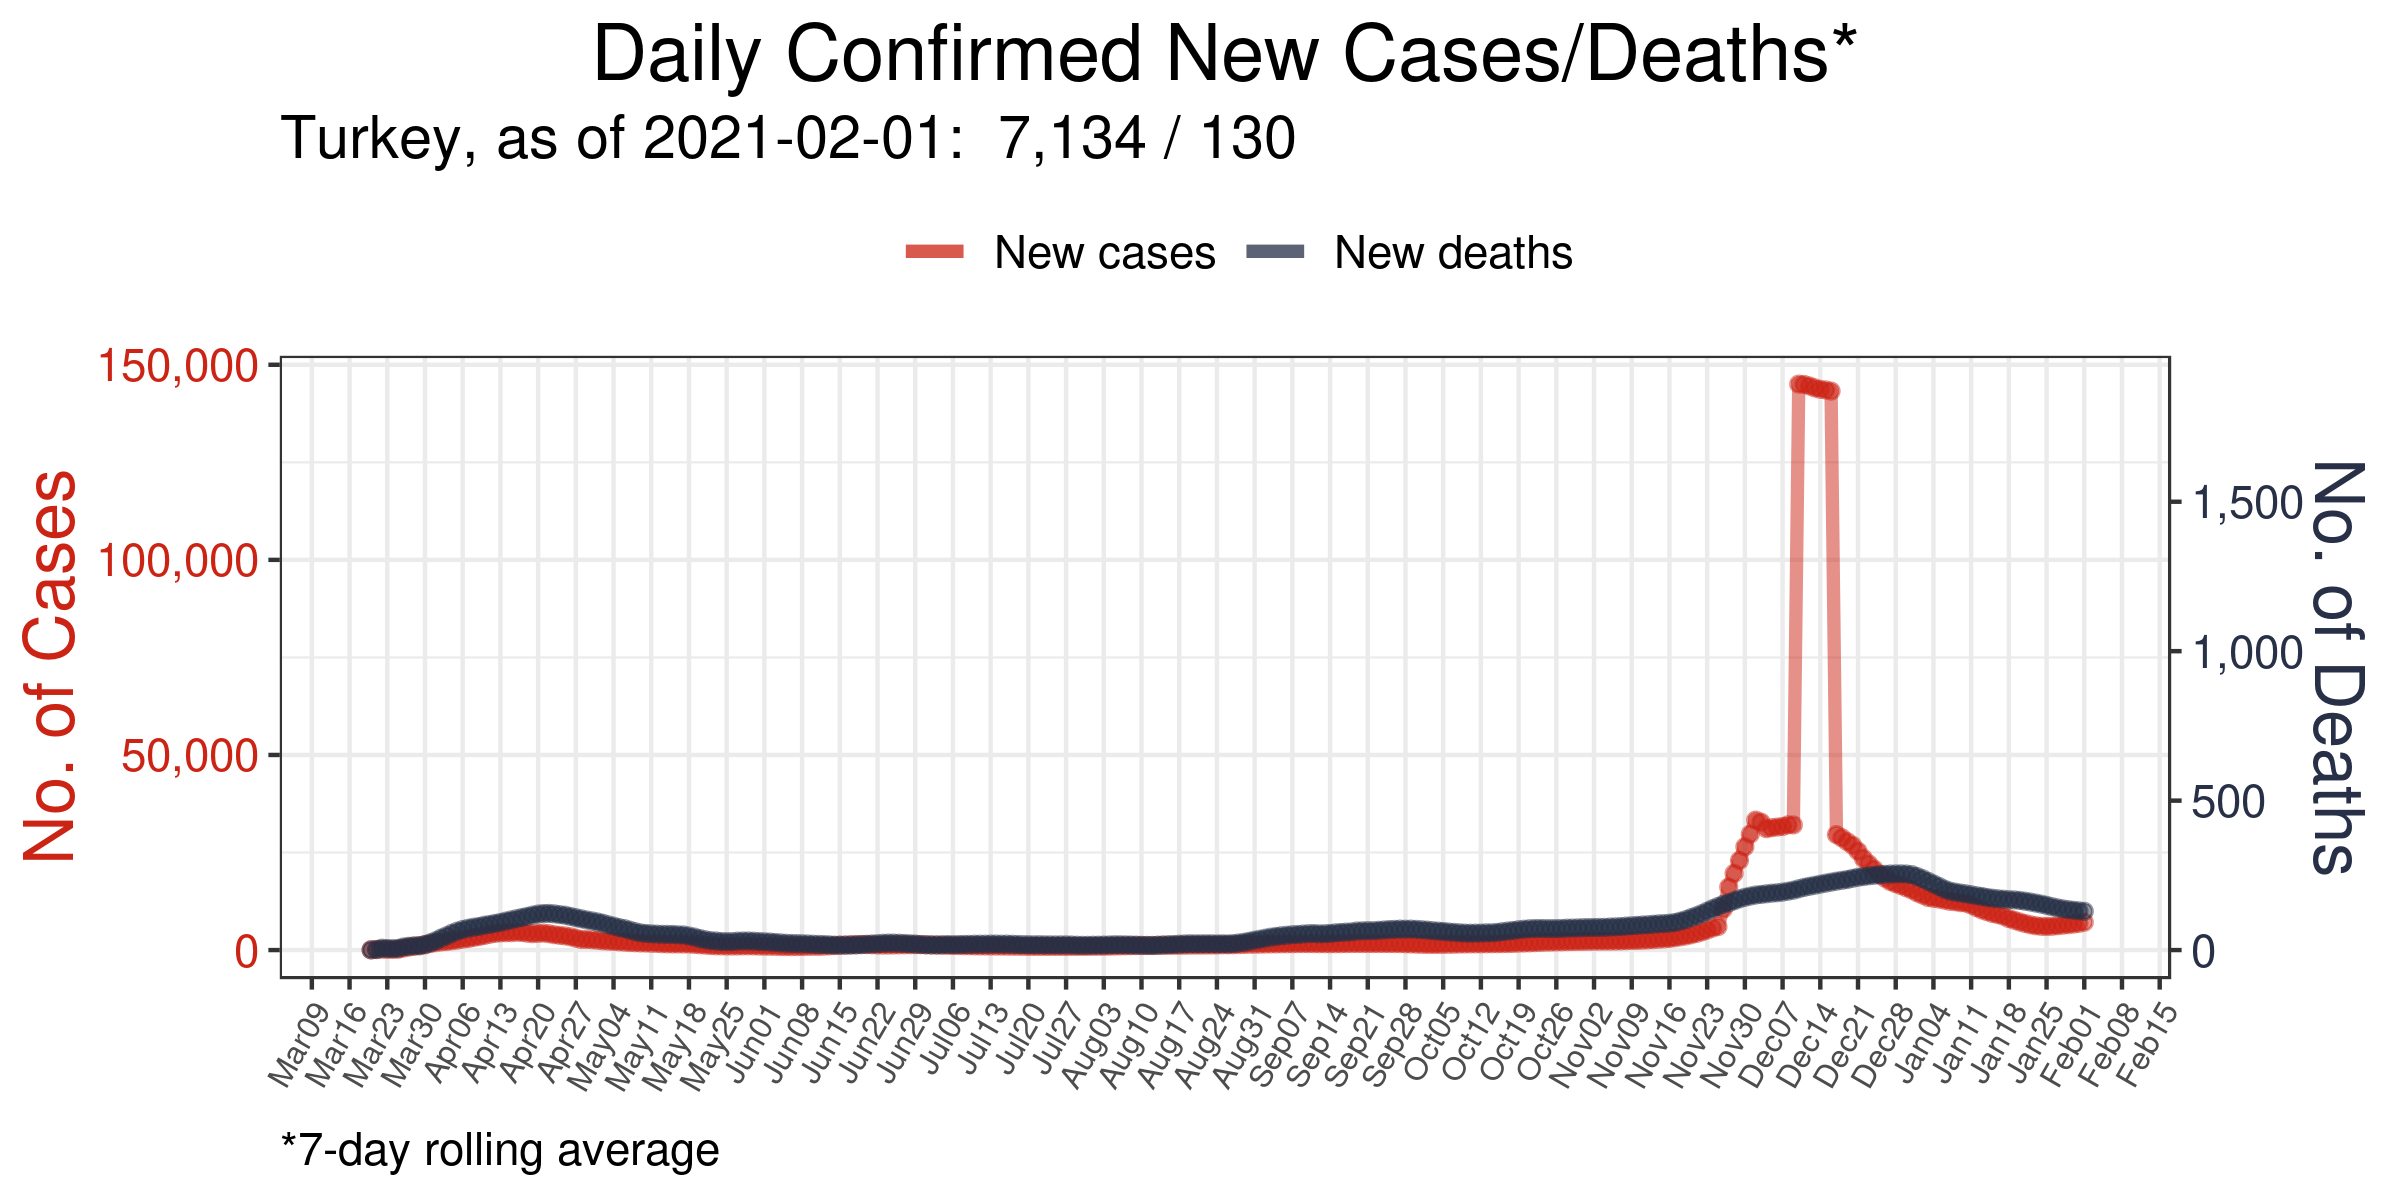 Daily Confirmed New Cases/Deaths*
Turkey, as of 2021-02-01:  7,134 / 130
New cases
New deaths
No. of Cases
150,000
100,000
50,000
0
1,500
1,000
500
0
No. of Deaths
Mar09
Mar16
Mar23
Mar30
Apr06
Apr13
Apr20
Apr27
May04
May11
May18
May25
Jun01
Jun08
Jun15
Jun22
Jun29
Jul06
Jul13
Jul20
Jul27
Aug03
Aug10
Aug17
Aug24
Aug31
Sep07
Sep14
Sep21
Sep28
Oct05
Oct12
Oct19
Oct26
Nov02
Nov09
Nov16
Nov23
Nov30
Dec07
Dec14
Dec21
Dec28
Jan04
Jan11
Jan18
Jan25
Feb01
Feb08
Feb15
*7-day rolling average